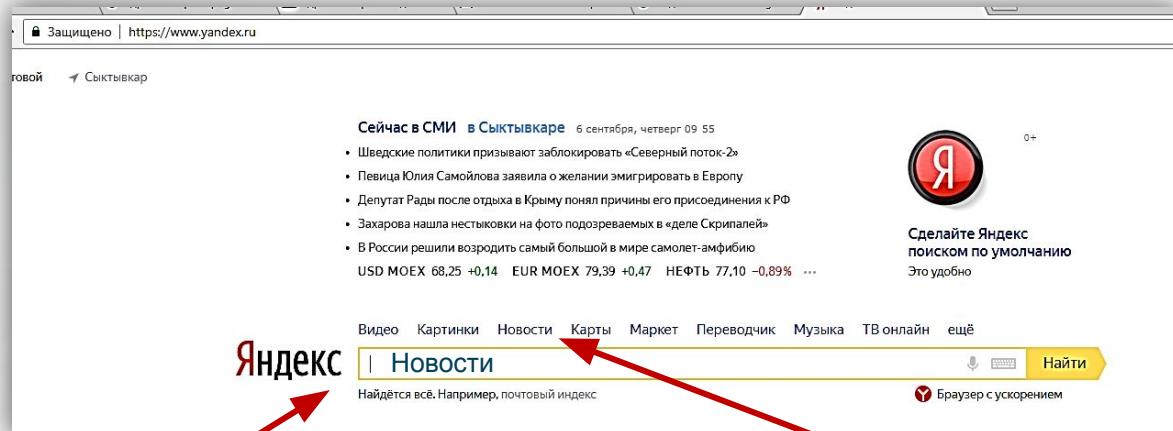 Защищено | https://www.yandex.ru
товой Сыктывкар
Сейчас в СМИ в Сыктывкаре 6 сентября, четверг 09 55
• Шведские политики призывают заблокировать «Северный поток-2»
• Певица Юлия Самойлова заявила о желании эмигрировать в Европу
• Депутат Рады после отдыха в Крыму понял причины его присоединения к РФ
• Захарова нашла нестыковки на фото подозреваемых в «деле Скрипалей»
• В России решили возродить самый большой в мире самолет-амфибию
USD MOEX 68,25 +0,14 EUR MOEX 79,39 +0,47 НЕФТЬ 77,10 −0,89% ...
Я
0+
Сделайте Яндекс
поиском по умолчанию
Это удобно
Видео Картинки Новости Карты Маркет Переводчик Музыка ТВ онлайн ещё
Яндекс Новости Найти
Найдётся всё. Например, почтовый индекс
Браузер с ускорением